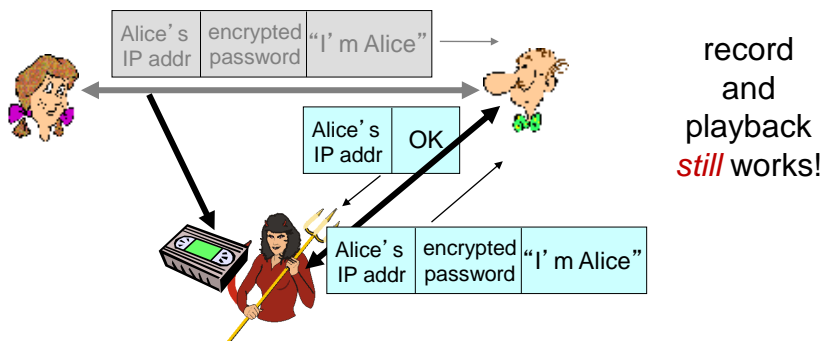 Alice's
IP addr
encrypted
password
"I'm Alice"
record
and
playback
still works!
Alice's
IP addr
OK
Alice's
IP addr
encrypted
password
"I'm Alice"